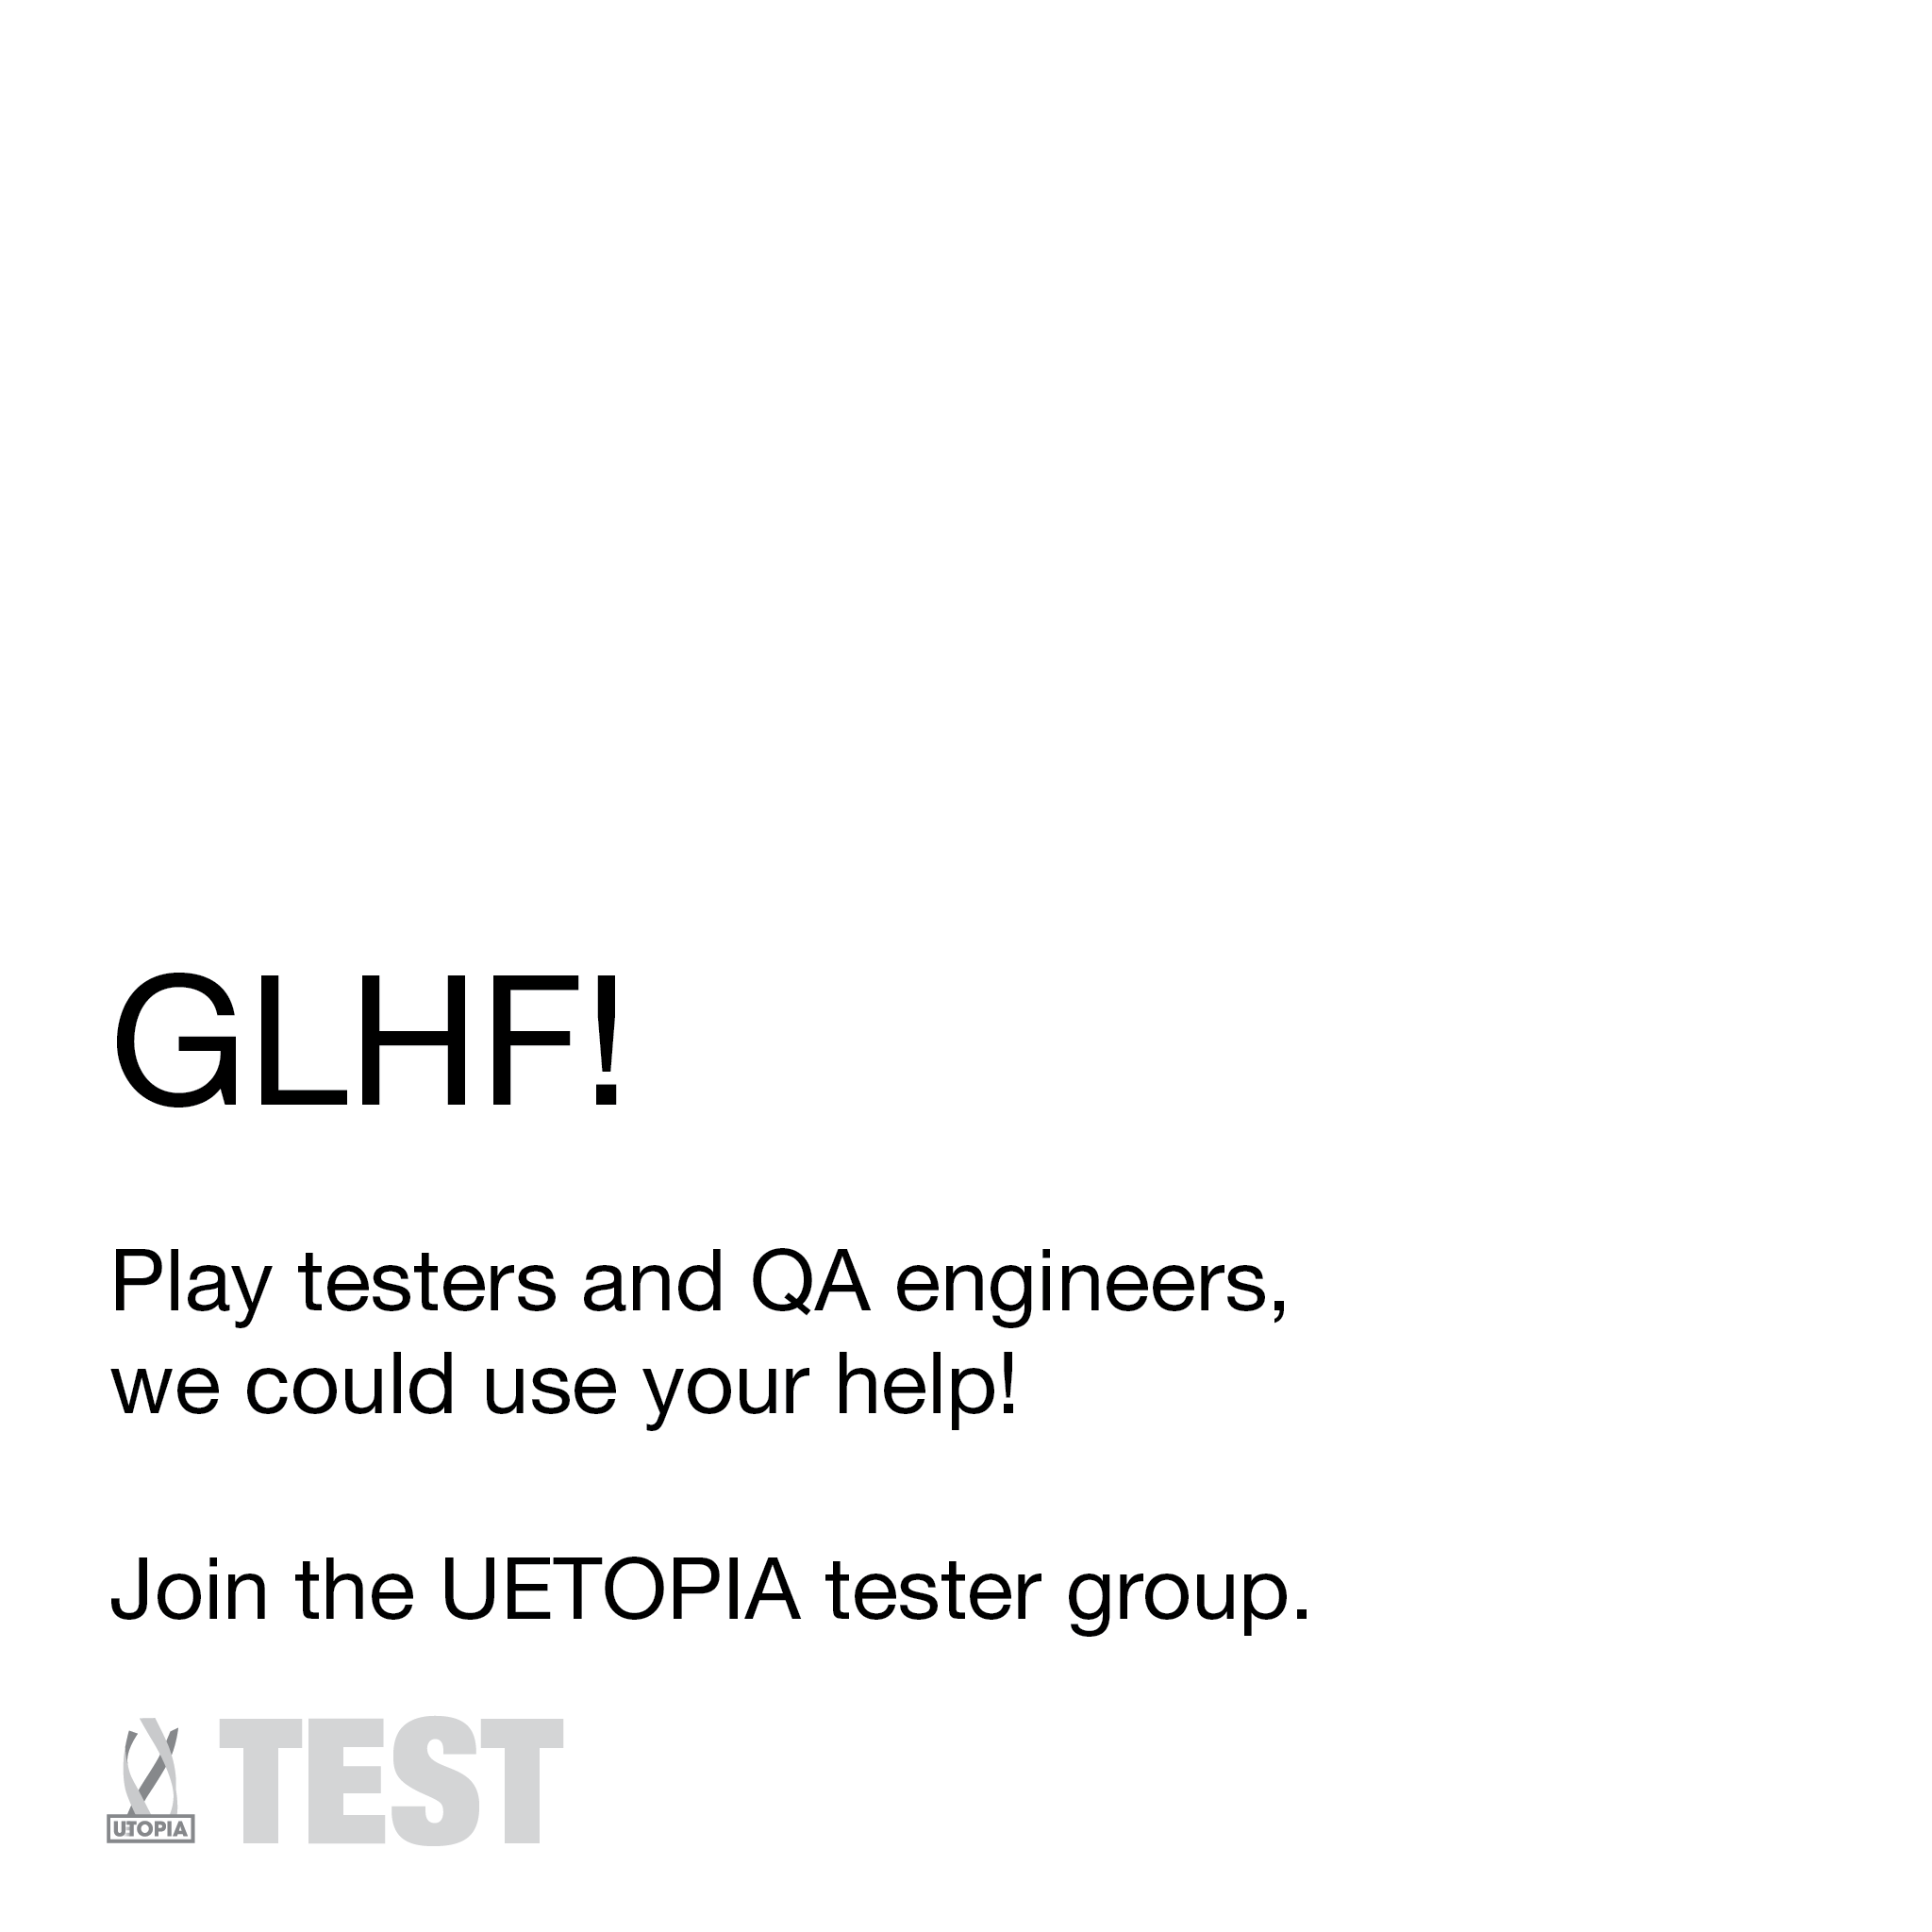 GLHF!
Play testers and QA engineers,
we could use your help!
Join the UETOPIA tester group.
UETOPIA TEST